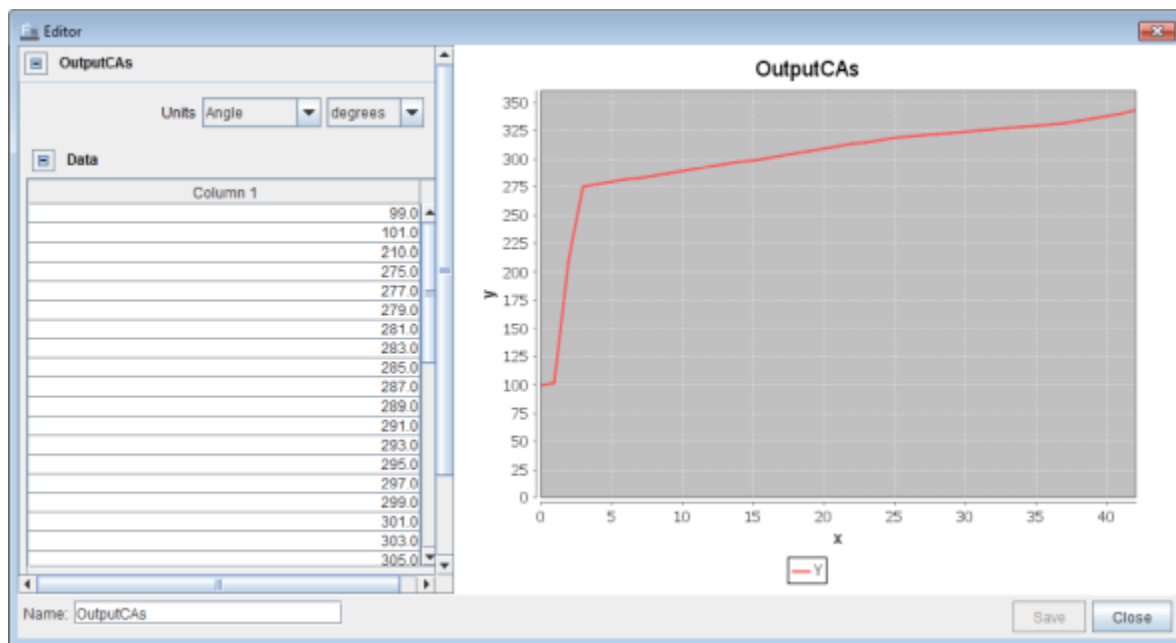 Editor
OutputCAs
Units Angle degrees
Data
Column 1
99.0
101.0
210.0
275.0
277.0
279.0
281.0
283.0
285.0
287.0
289.0
291.0
293.0
295.0
297.0
299.0
301.0
303.0
305.0
Name: OutputCAs
OutputCAs
350
325
300
275
250
225
200
175
150
125
100
75
50
25
0
y
0 5 10 15 20 25 30 35 40
x
Y
Save Close